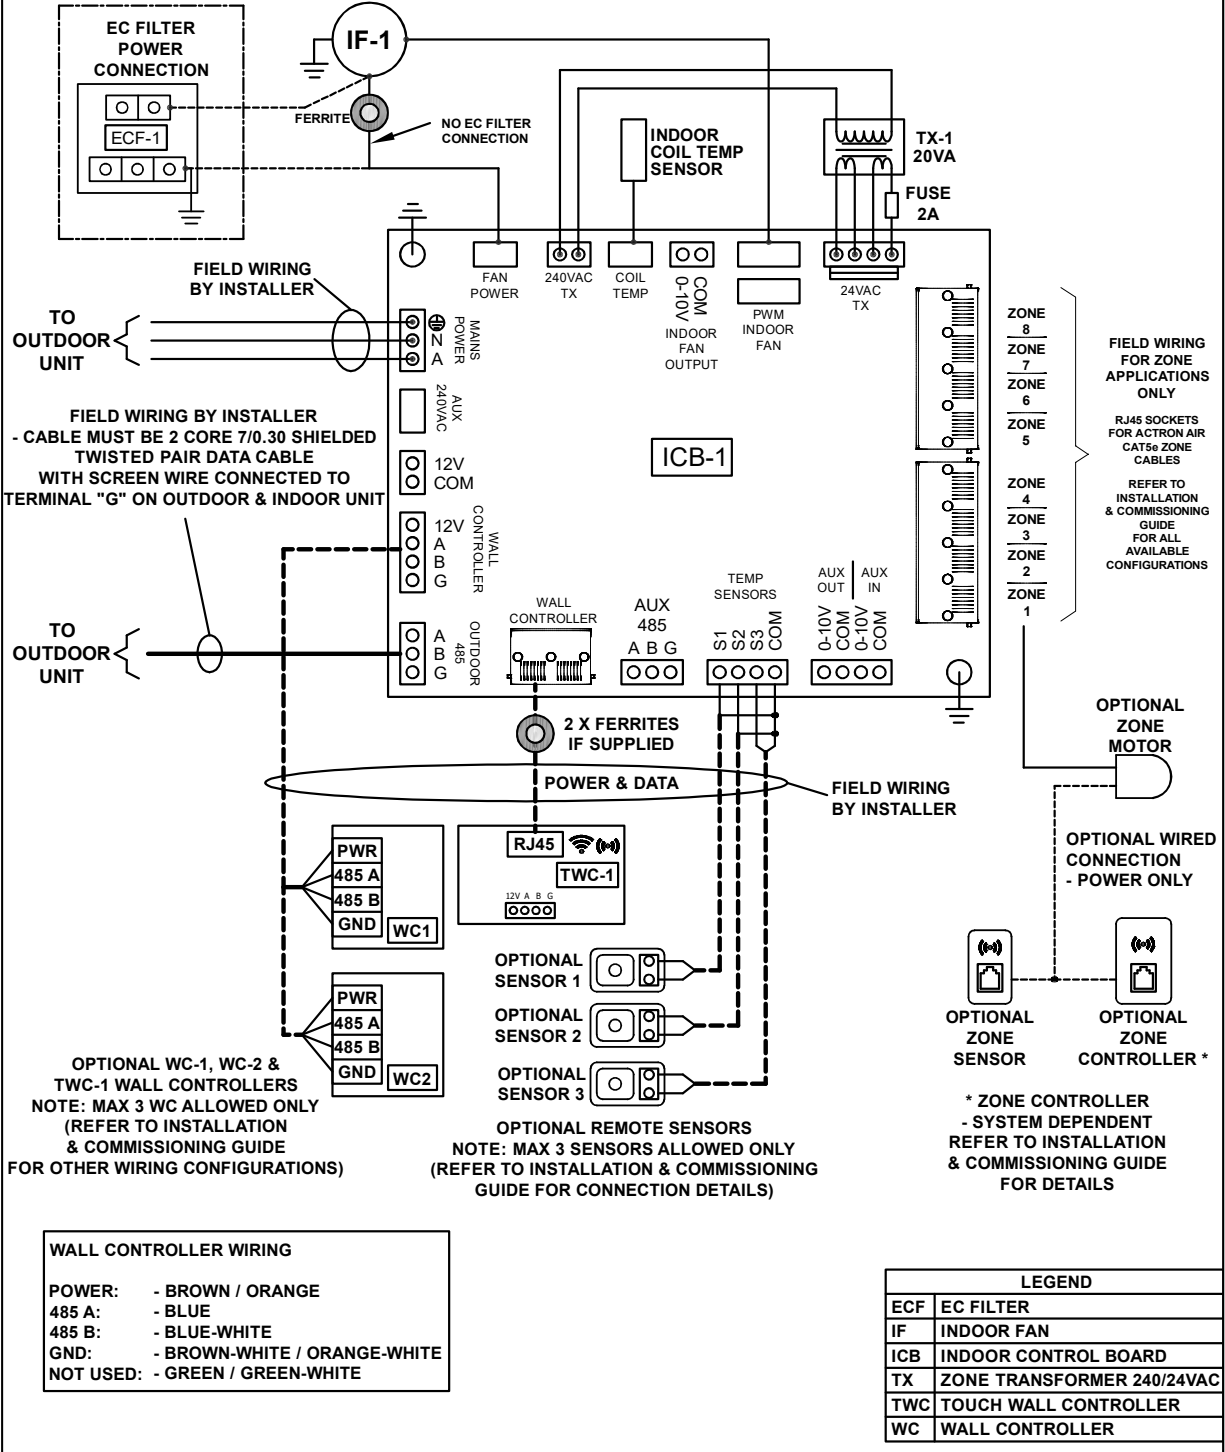 EC FILTER
POWER
CONNECTION
ECF-1
IF-1
FERRITE
NO EC FILTER
CONNECTION
INDOOR
COIL TEMP
SENSOR
TX-1
20VA
FUSE
2A
FIELD WIRING
BY INSTALLER
TO
OUTDOOR
UNIT
FAN
POWER
240VAC
TX
COIL
TEMP
0-10V
COM
INDOOR
FAN
OUTPUT
PWM
INDOOR
FAN
24VAC
TX
N
A
MAINS
POWER
AUX
240VAC
12V
COM
12V
A
B
G
WALL
CONTROLLER
A
B
G
OUTDOOR
485
ICB-1
FIELD WIRING BY INSTALLER
- CABLE MUST BE 2 CORE 7/0.30 SHIELDED
TWISTED PAIR DATA CABLE
WITH SCREEN WIRE CONNECTED TO
TERMINAL "G" ON OUTDOOR & INDOOR UNIT
TO
OUTDOOR
UNIT
WALL
CONTROLLER
AUX
485
A B G
TEMP
SENSORS
S1
S2
S3
COM
AUX
OUT
AUX
IN
0-10V
COM
0-10V
COM
ZONE
8
ZONE
7
ZONE
6
ZONE
5
ZONE
4
ZONE
3
ZONE
2
ZONE
1
FIELD WIRING
FOR ZONE
APPLICATIONS
ONLY
RJ45 SOCKETS
FOR ACTRON AIR
CAT5e ZONE
CABLES
REFER TO
INSTALLATION
& COMMISSIONING
GUIDE
FOR ALL
AVAILABLE
CONFIGURATIONS
2 X FERRITES
IF SUPPLIED
POWER & DATA
FIELD WIRING
BY INSTALLER
OPTIONAL
ZONE
MOTOR
OPTIONAL WIRED
CONNECTION
- POWER ONLY
PWR
485 A
485 B
GND
WC1
RJ45
TWC-1
12V A B G
PWR
485 A
485 B
GND
WC2
OPTIONAL
SENSOR 1
OPTIONAL
SENSOR 2
OPTIONAL
SENSOR 3
OPTIONAL
ZONE
SENSOR
OPTIONAL
ZONE
CONTROLLER *
OPTIONAL WC-1, WC-2 &
TWC-1 WALL CONTROLLERS
NOTE: MAX 3 WC ALLOWED ONLY
(REFER TO INSTALLATION
& COMMISSIONING GUIDE
FOR OTHER WIRING CONFIGURATIONS)
OPTIONAL REMOTE SENSORS
NOTE: MAX 3 SENSORS ALLOWED ONLY
(REFER TO INSTALLATION & COMMISSIONING
GUIDE FOR CONNECTION DETAILS)
* ZONE CONTROLLER
- SYSTEM DEPENDENT
REFER TO INSTALLATION
& COMMISSIONING GUIDE
FOR DETAILS
WALL CONTROLLER WIRING
POWER: - BROWN / ORANGE
485 A: - BLUE
485 B: - BLUE-WHITE
GND: - BROWN-WHITE / ORANGE-WHITE
NOT USED: - GREEN / GREEN-WHITE
LEGEND
ECF EC FILTER
IF INDOOR FAN
ICB INDOOR CONTROL BOARD
TX ZONE TRANSFORMER 240/24VAC
TWC TOUCH WALL CONTROLLER
WC WALL CONTROLLER